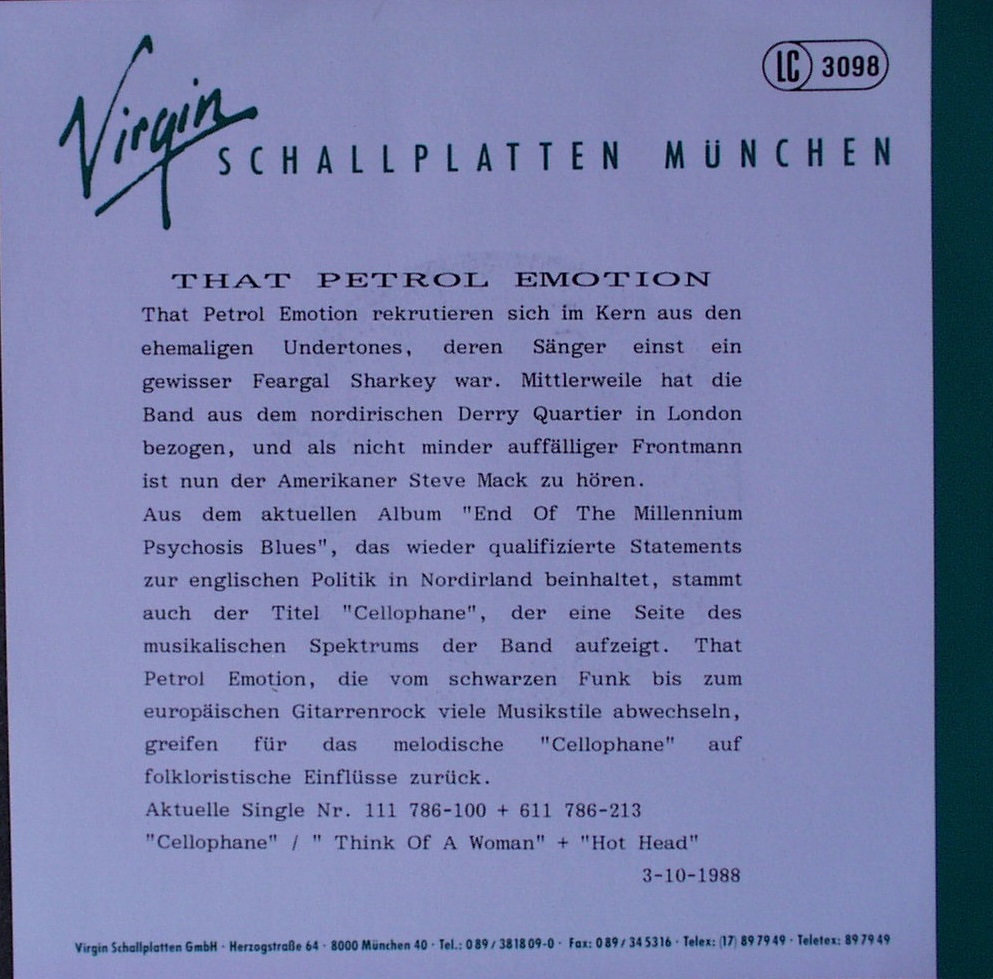 LC 3098
Virgin SCHALLPLATTEN MÜNCHEN
THAT PETROL EMOTION
That Petrol Emotion rekrutieren sich im Kern aus den
ehemaligen Undertones, deren Sänger einst ein
gewisser Feargal Sharkey war. Mittlerweile hat die
Band aus dem nordirischen Derry Quartier in London
bezogen, und als nicht minder auffälliger Frontmann
ist nun der Amerikaner Steve Mack zu hören.
Aus dem aktuellen Album "End Of The Millennium
Psychosis Blues", das wieder qualifizierte Statements
zur englischen Politik in Nordirland beinhaltet, stammt
auch der Titel "Cellophane", der eine Seite des
musikalischen Spektrums der Band aufzeigt. That
Petrol Emotion, die vom schwarzen Funk bis zum
europäischen Gitarrenrock viele Musikstile abwechseln,
greifen für das melodische "Cellophane" auf
folkloristische Einflüsse zurück.
Aktuelle Single Nr. 111 786-100 + 611 786-213
"Cellophane" / " Think Of A Woman" + "Hot Head"
3-10-1988
Virgin Schallplatten GmbH · Herzogstraße 64 · 8000 München 40 · Tel.: 089/381809-0 · Fax: 089/345316 · Telex: (17) 897949 · Teletex: 897949